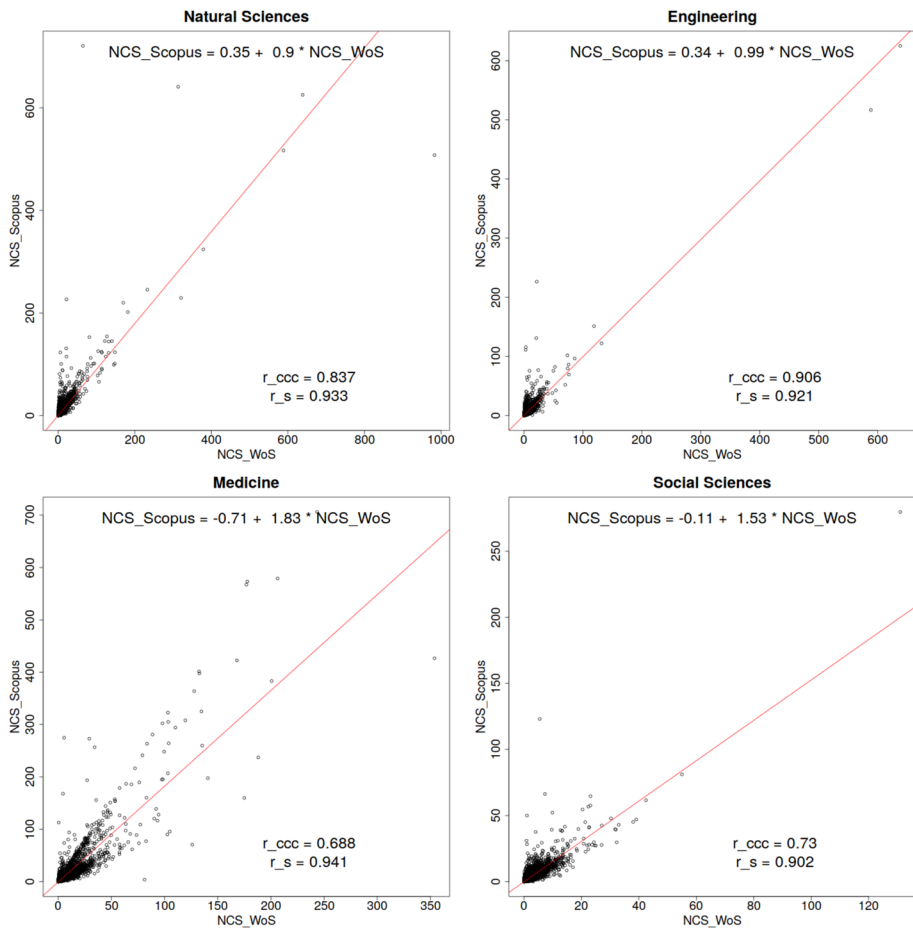 Natural Sciences
NCS_Scopus = 0.35 + 0.9 * NCS_WoS
NCS_Scopus
600
400
200
0
r_ccc = 0.837
r_s = 0.933
0 200 400 600 800 1000
NCS_WoS
Engineering
NCS_Scopus = 0.34 + 0.99 * NCS_WoS
NCS_Scopus
600
500
400
300
200
100
0
r_ccc = 0.906
r_s = 0.921
0 100 200 300 400 500 600
NCS_WoS
Medicine
NCS_Scopus = -0.71 + 1.83 * NCS_WoS
NCS_Scopus
700
600
500
400
300
200
100
0
r_ccc = 0.688
r_s = 0.941
0 50 100 150 200 250 300 350
NCS_WoS
Social Sciences
NCS_Scopus = -0.11 + 1.53 * NCS_WoS
NCS_Scopus
250
200
150
100
50
0
r_ccc = 0.73
r_s = 0.902
0 20 40 60 80 100 120
NCS_WoS